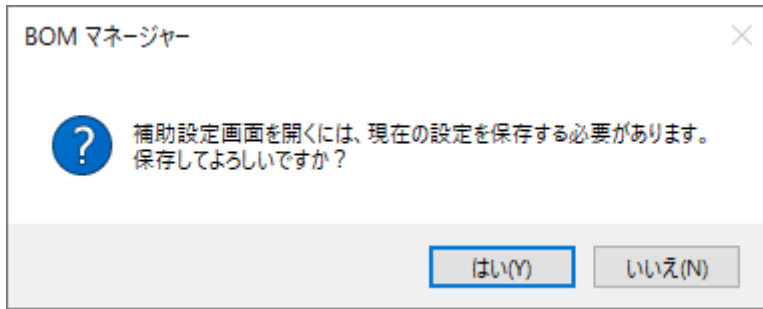 BOM マネージャー
補助設定画面を開くには、現在の設定を保存する必要があります。
保存してよろしいですか？
はい(Y)
いいえ(N)